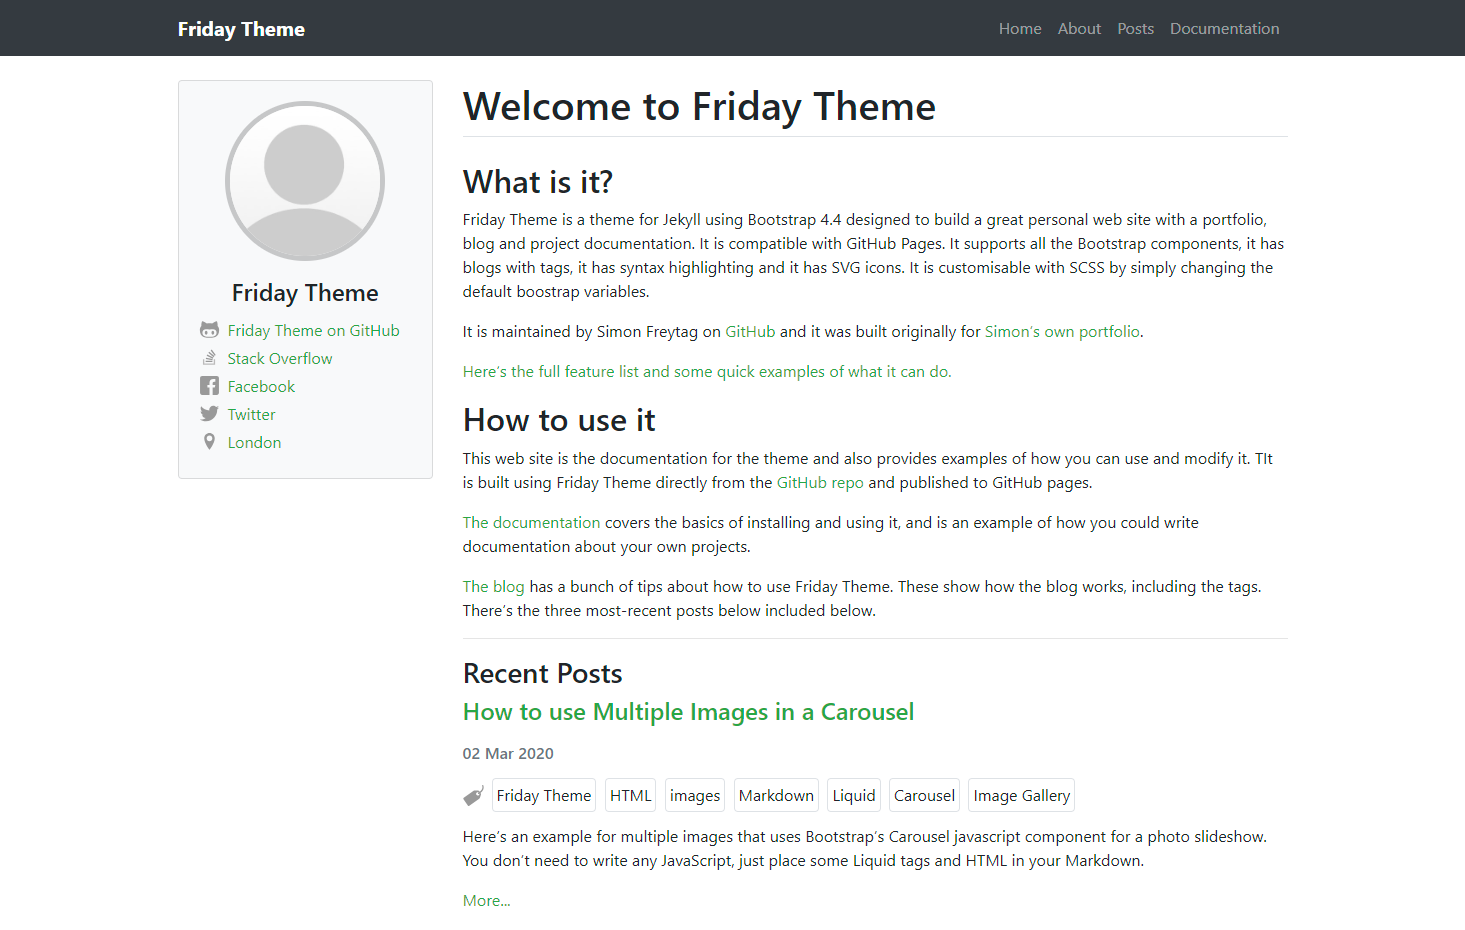 Friday Theme
Home About Posts Documentation
Friday Theme
Friday Theme on GitHub
Stack Overflow
Facebook
Twitter
London
Welcome to Friday Theme
What is it?
Friday Theme is a theme for Jekyll using Bootstrap 4.4 designed to build a great personal web site with a portfolio,
blog and project documentation. It is compatible with GitHub Pages. It supports all the Bootstrap components, it has
blogs with tags, it has syntax highlighting and it has SVG icons. It is customisable with SCSS by simply changing the
default boostrap variables.
It is maintained by Simon Freytag on GitHub and it was built originally for Simon's own portfolio.
Here's the full feature list and some quick examples of what it can do.
How to use it
This web site is the documentation for the theme and also provides examples of how you can use and modify it. TIt
is built using Friday Theme directly from the GitHub repo and published to GitHub pages.
The documentation covers the basics of installing and using it, and is an example of how you could write
documentation about your own projects.
The blog has a bunch of tips about how to use Friday Theme. These show how the blog works, including the tags.
There's the three most-recent posts below included below.
Recent Posts
How to use Multiple Images in a Carousel
02 Mar 2020
Friday Theme HTML images Markdown Liquid Carousel Image Gallery
Here's an example for multiple images that uses Bootstrap's Carousel javascript component for a photo slideshow.
You don't need to write any JavaScript, just place some Liquid tags and HTML in your Markdown.
More...